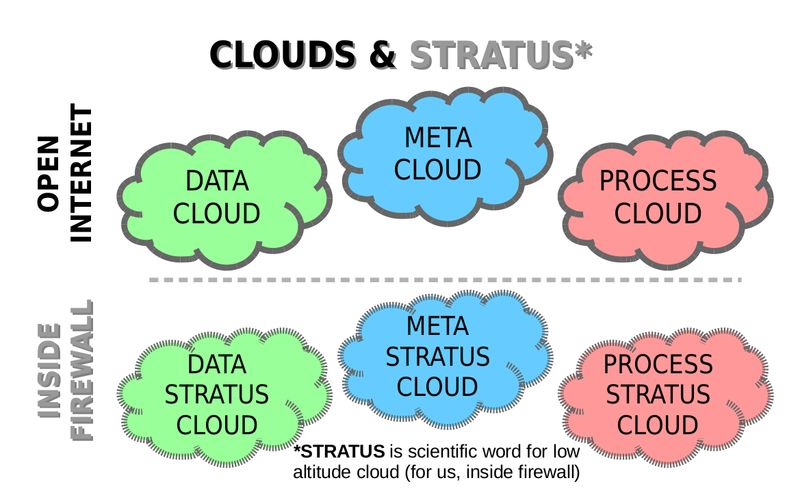 CLOUDS & STRATUS*
OPEN
INTERNET
DATA
CLOUD
META
CLOUD
PROCESS
CLOUD
INSIDE
FIREWALL
DATA
STRATUS
CLOUD
META
STRATUS
CLOUD
PROCESS
STRATUS
CLOUD
*STRATUS is scientific word for low
altitude cloud (for us, inside firewall)